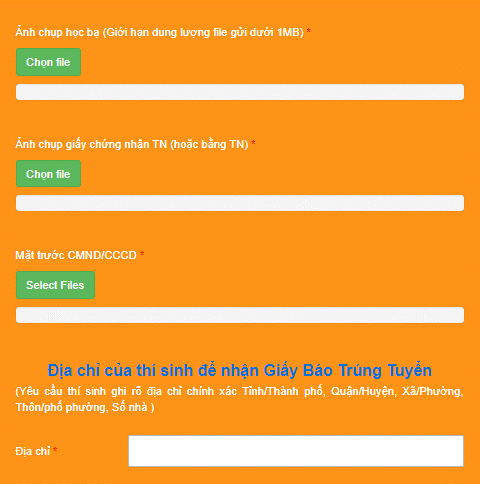 Ảnh chụp học bạ (Giới hạn dung lượng file gửi dưới 1MB) *
Chọn file
Ảnh chụp giấy chứng nhận TN (hoặc bằng TN) *
Chọn file
Mặt trước CMND/CCCD *
Select Files
Địa chỉ của thí sinh để nhận Giấy Báo Trúng Tuyển
(Yêu cầu thí sinh ghi rõ địa chỉ chính xác Tỉnh/Thành phố, Quận/Huyện, Xã/Phường,
Thôn/phố phường, Số nhà )
Địa chỉ *